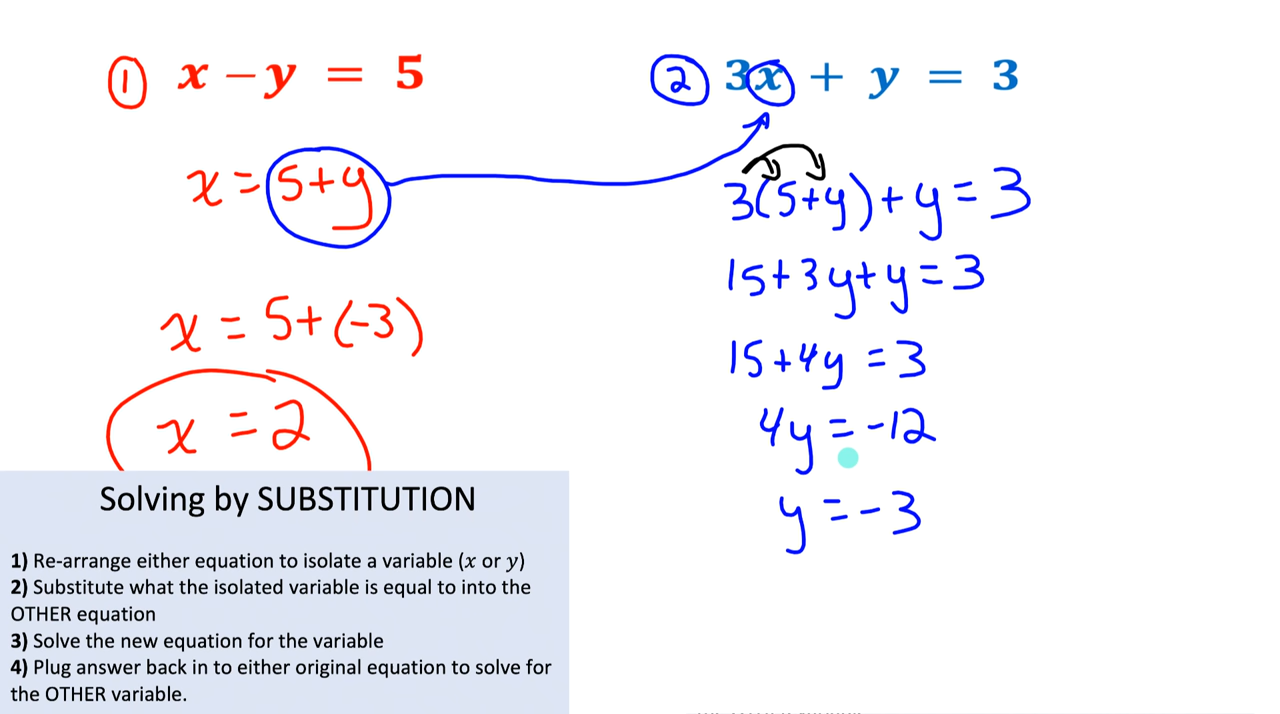 ① x − y = 5
x = 5+y
x = 5+(-3)
x = 2
② 3x + y = 3
3(5+y)+y=3
15+3y+y=3
15+4y=3
4y=-12
y=-3
Solving by SUBSTITUTION
1) Re-arrange either equation to isolate a variable (x or y)
2) Substitute what the isolated variable is equal to into the
OTHER equation
3) Solve the new equation for the variable
4) Plug answer back in to either original equation to solve for
the OTHER variable.